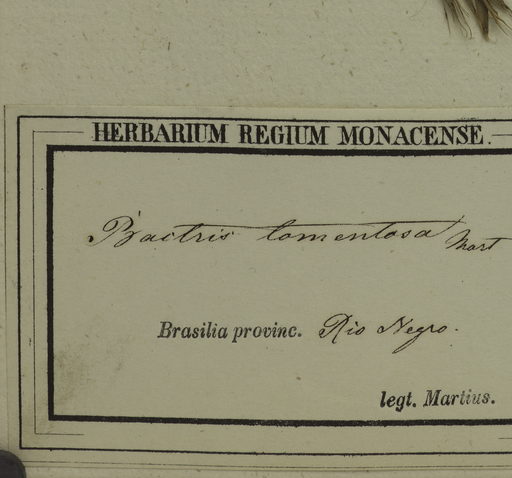 HERBARIUM REGIUM MONACENSE.
Bactris tomentosa Mart
Brasilia provinc. Rio Negro.
legt. Martius.